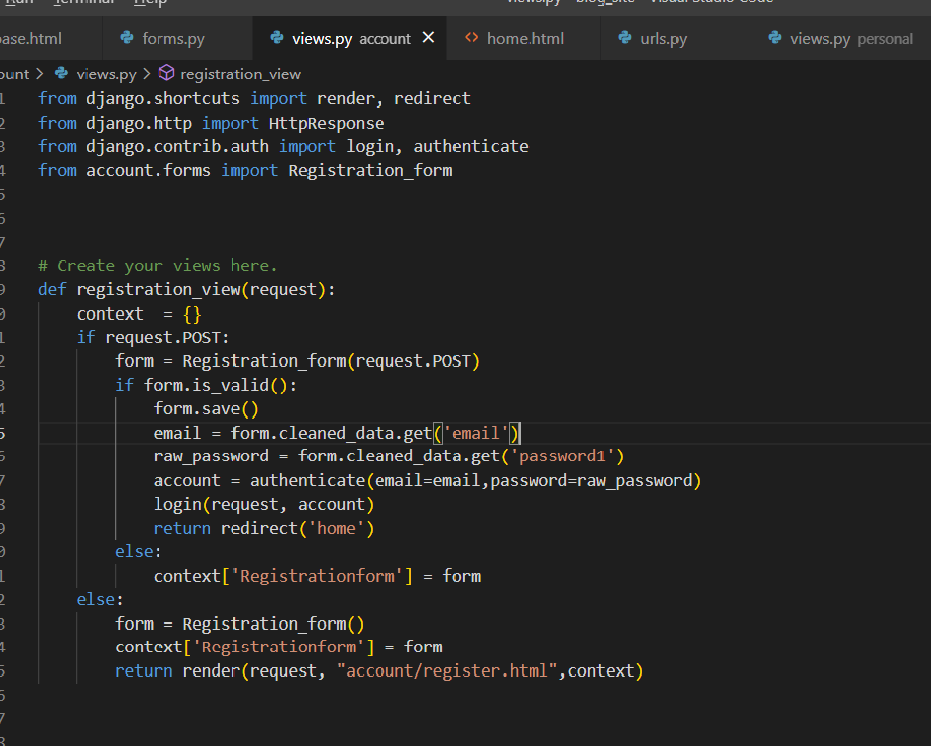 Run Terminal Help views.py - blog_site - Visual Studio Code
base.html forms.py views.py account × home.html urls.py views.py personal
ount > views.py > registration_view
1 from django.shortcuts import render, redirect
2 from django.http import HttpResponse
3 from django.contrib.auth import login, authenticate
4 from account.forms import Registration_form
5
6
7
8 # Create your views here.
9 def registration_view(request):
0     context  = {}
1     if request.POST:
2         form = Registration_form(request.POST)
3         if form.is_valid():
4             form.save()
5             email = form.cleaned_data.get('email')
6             raw_password = form.cleaned_data.get('password1')
7             account = authenticate(email=email,password=raw_password)
8             login(request, account)
9             return redirect('home')
0         else:
1             context['Registrationform'] = form
2     else:
3         form = Registration_form()
4         context['Registrationform'] = form
5         return render(request, "account/register.html",context)
6
7
8